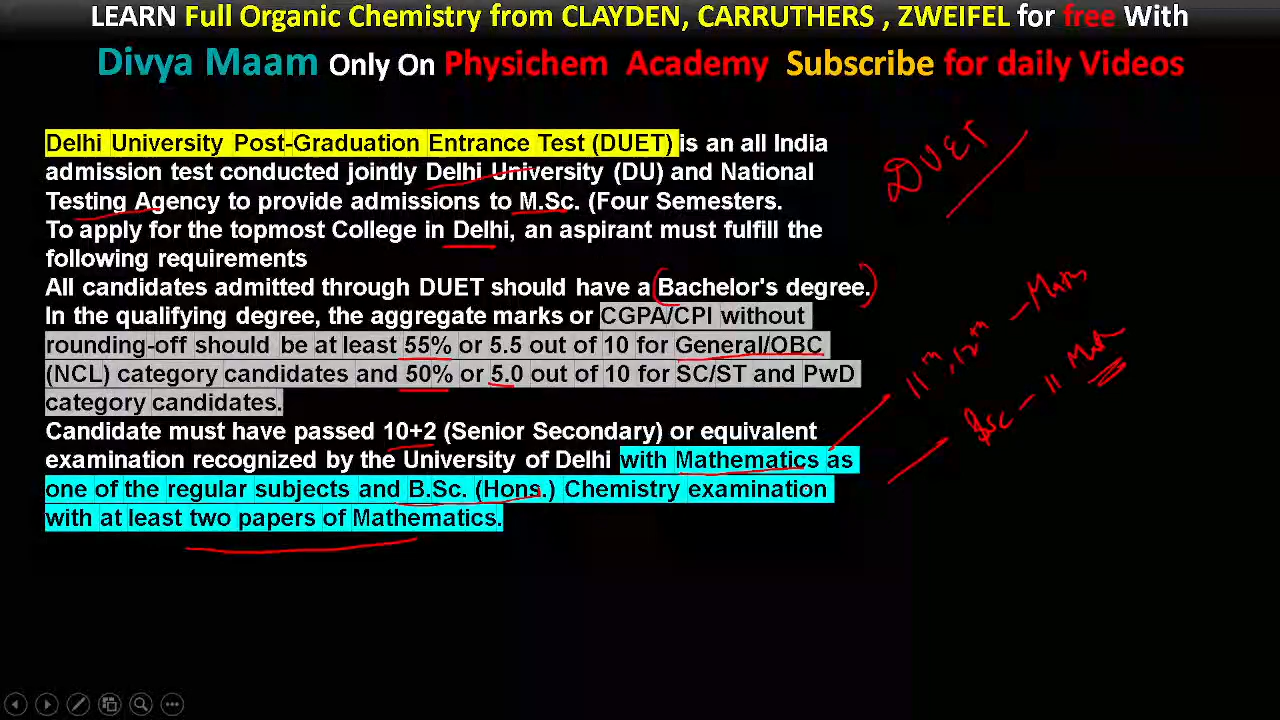 LEARN Full Organic Chemistry from CLAYDEN, CARRUTHERS , ZWEIFEL for free With
Divya Maam Only On Physichem Academy Subscribe for daily Videos
Delhi University Post-Graduation Entrance Test (DUET) is an all India
admission test conducted jointly Delhi University (DU) and National
Testing Agency to provide admissions to M.Sc. (Four Semesters.
To apply for the topmost College in Delhi, an aspirant must fulfill the
following requirements
All candidates admitted through DUET should have a (Bachelor's degree.)
In the qualifying degree, the aggregate marks or CGPA/CPI without
rounding-off should be at least 55% or 5.5 out of 10 for General/OBC
(NCL) category candidates and 50% or 5.0 out of 10 for SC/ST and PwD
category candidates.
Candidate must have passed 10+2 (Senior Secondary) or equivalent
examination recognized by the University of Delhi with Mathematics as
one of the regular subjects and B.Sc. (Hons.) Chemistry examination
with at least two papers of Mathematics.
DUET
11th, 12th - Maths
BSc - 11 Math